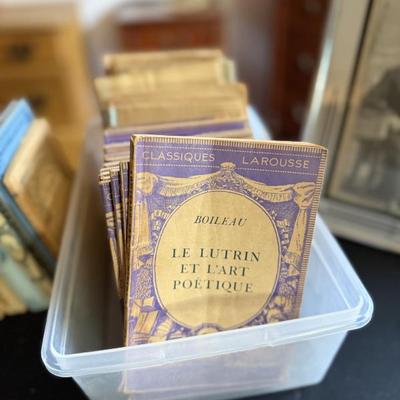 CLASSIQUES LAROUSSE
BOILEAU
LE LUTRIN
ET L'ART
POÉTIQUE